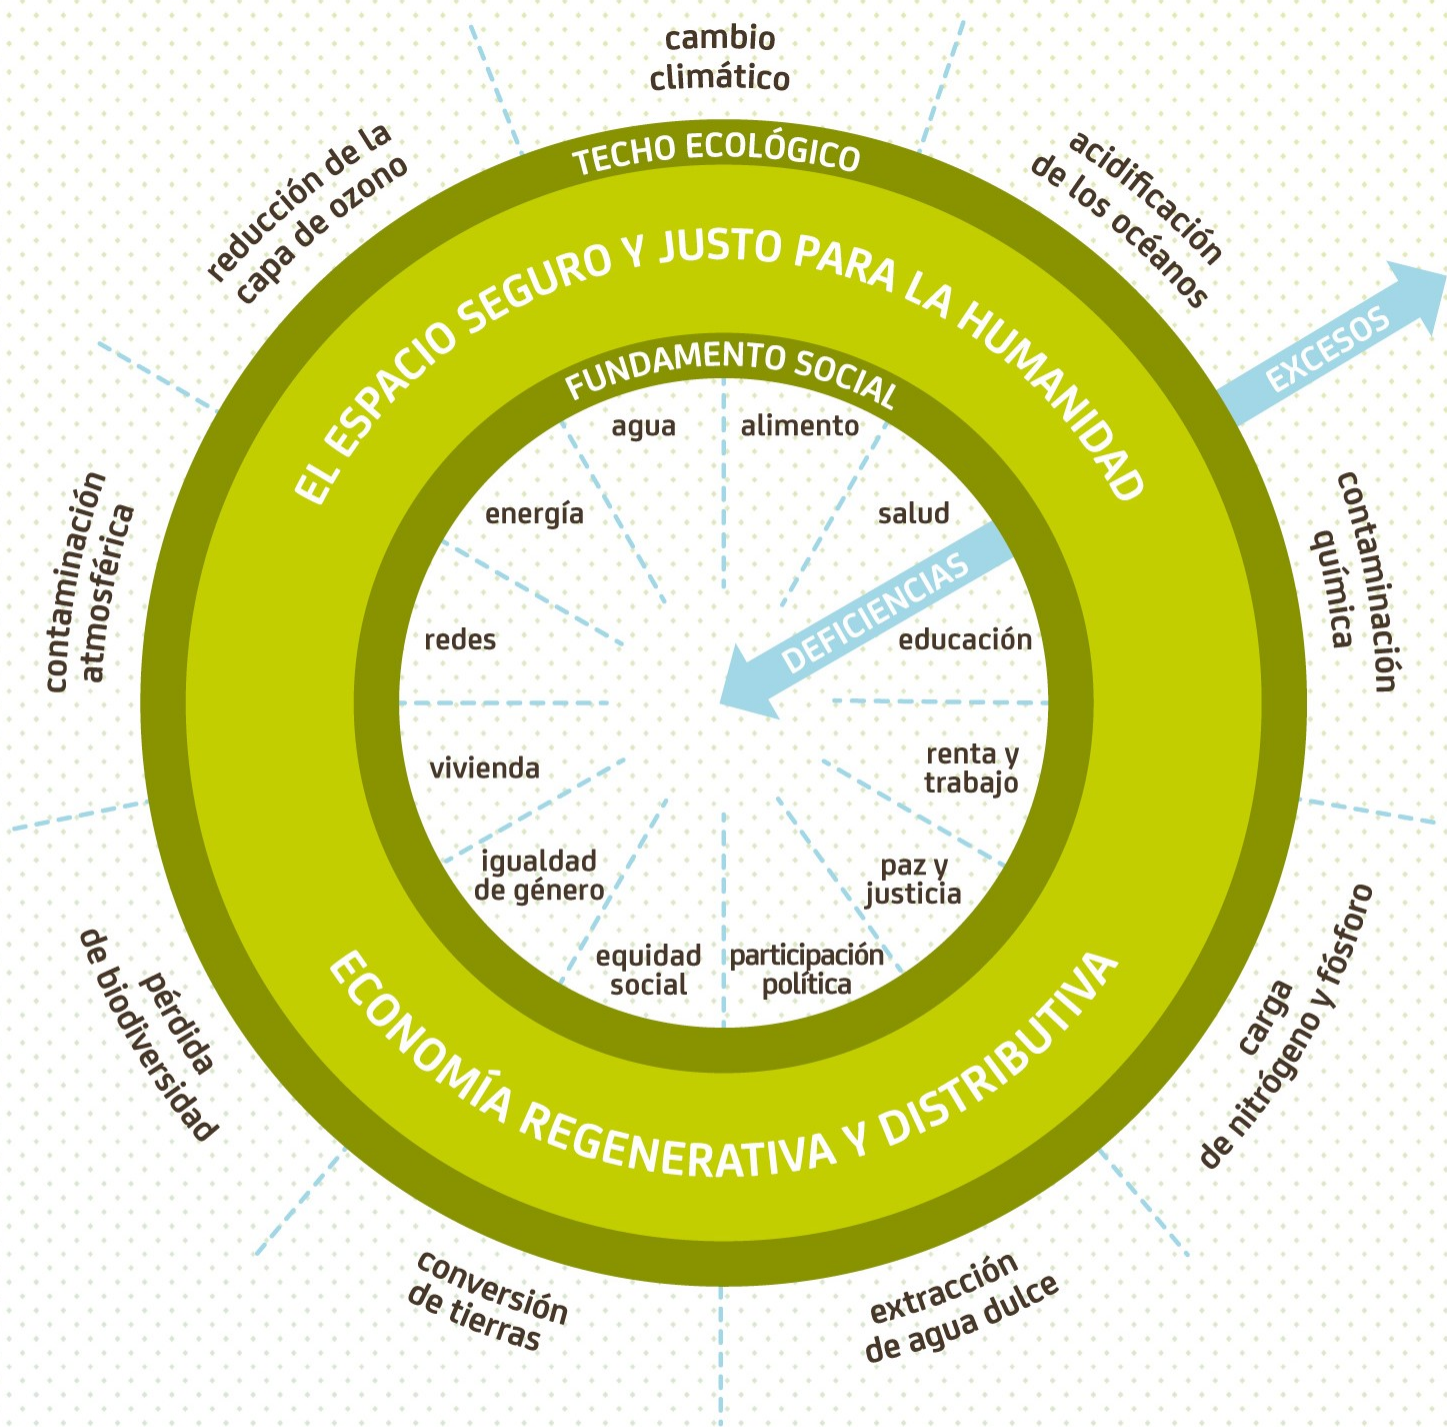 cambio
climático
acidificación
de los océanos
contaminación
química
carga
de nitrógeno y fósforo
extracción
de agua dulce
conversión
de tierras
pérdida
de biodiversidad
contaminación
atmosférica
reducción de la
capa de ozono
TECHO ECOLÓGICO
EL ESPACIO SEGURO Y JUSTO PARA LA HUMANIDAD
FUNDAMENTO SOCIAL
EXCESOS
agua
alimento
salud
DEFICIENCIAS
educación
renta y
trabajo
paz y
justicia
participación
política
equidad
social
igualdad
de género
vivienda
redes
energía
ECONOMÍA REGENERATIVA Y DISTRIBUTIVA